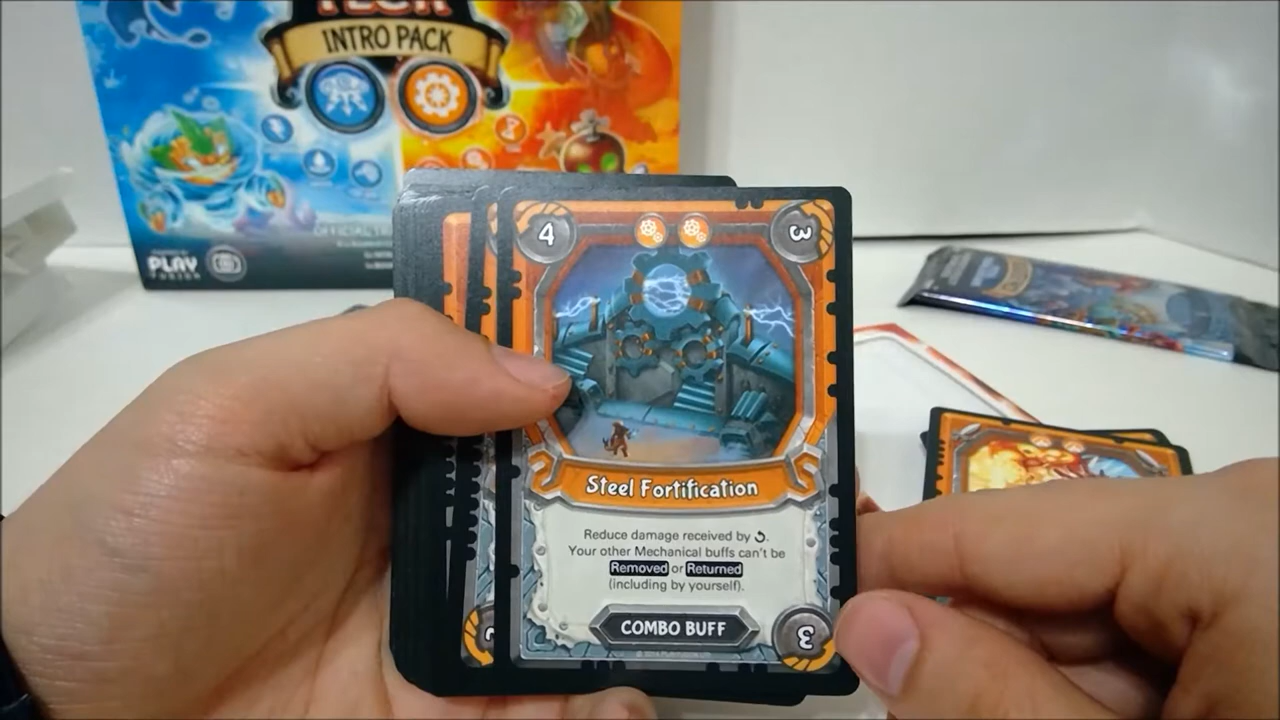 INTRO PACK
PLAY
FUSION
4
3
Steel Fortification
Reduce damage received by
Your other Mechanical buffs can't be
Removed or Returned
(including by yourself).
COMBO BUFF
3